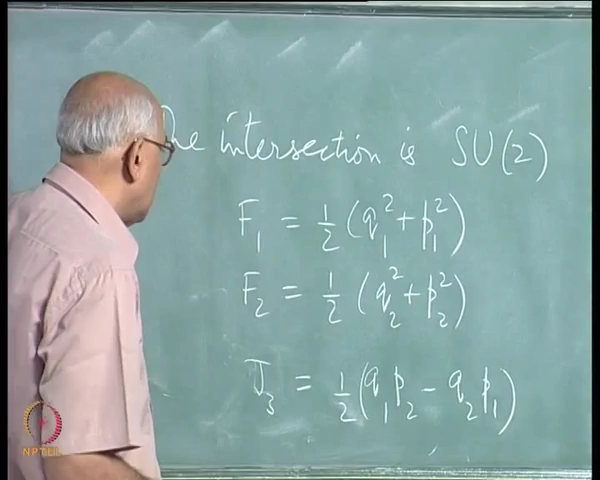 The intersection is SU(2)
F₁ = ½ (q₁² + p₁²)
F₂ = ½ (q₂² + p₂²)
J₃ = ½ (q₁p₂ − q₂p₁)
NPTEL